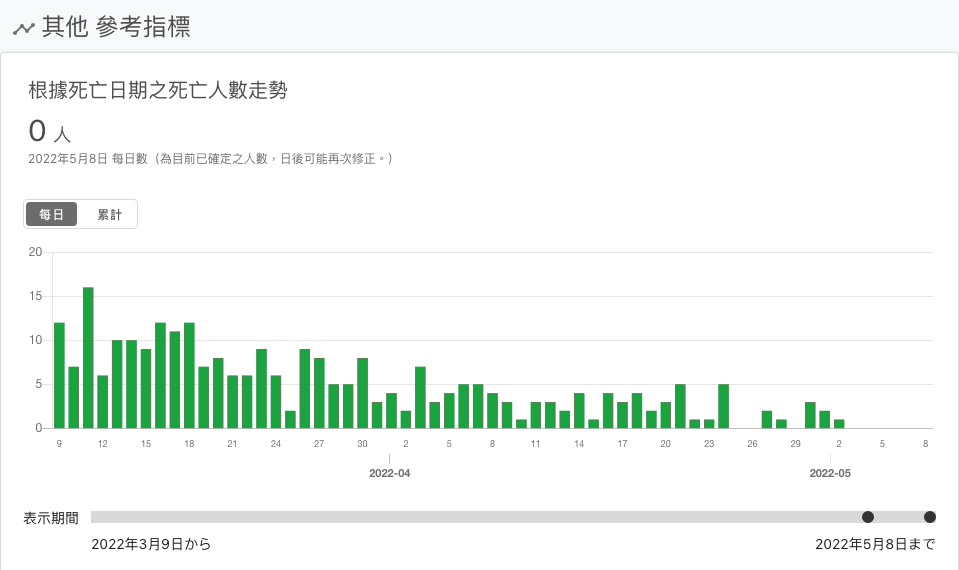 其他 參考指標
根據死亡日期之死亡人數走勢
0 人
2022年5月8日 每日數（為目前已確定之人數，日後可能再次修正。）
每日 累計
20
15
10
5
0
9 12 15 18 21 24 27 30 2 5 8 11 14 17 20 23 26 29 2 5 8
2022-04 2022-05
表示期間
2022年3月9日から 2022年5月8日まで